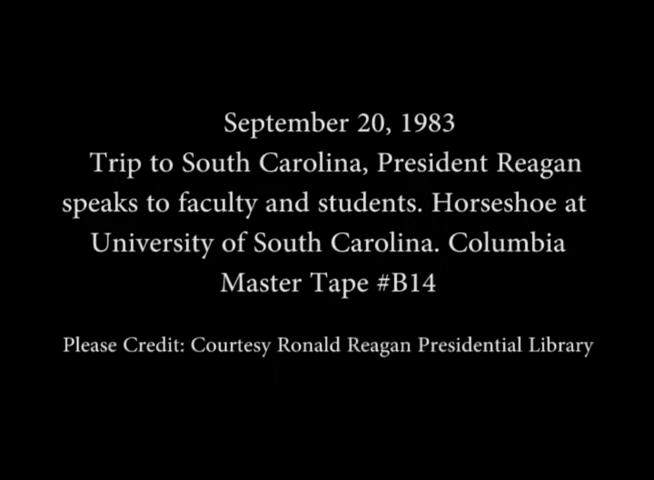 September 20, 1983
Trip to South Carolina, President Reagan
speaks to faculty and students. Horseshoe at
University of South Carolina. Columbia
Master Tape #B14
Please Credit: Courtesy Ronald Reagan Presidential Library